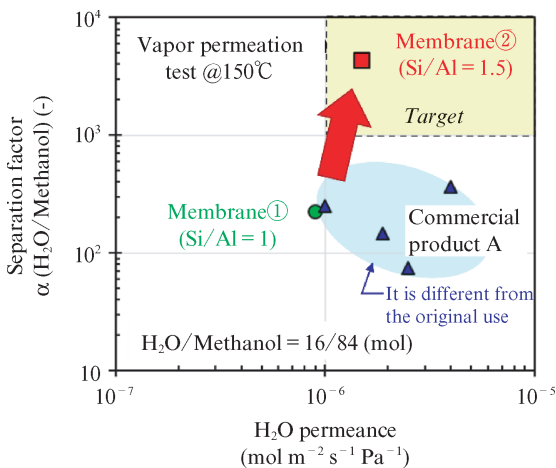 Separation factor
α (H₂O/Methanol) (-)
10⁴
10³
10²
10
Vapor permeation
test @150℃
Membrane②
(Si/Al=1.5)
Target
Membrane①
(Si/Al=1)
Commercial
product A
It is different from
the original use
H₂O/Methanol=16/84 (mol)
10⁻⁷
10⁻⁶
10⁻⁵
H₂O permeance
(mol m⁻² s⁻¹ Pa⁻¹)